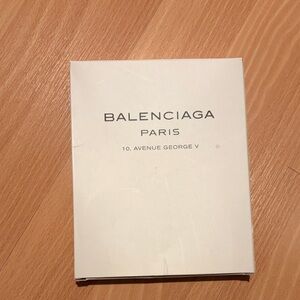 BALENCIAGA
PARIS
10, AVENUE GEORGE V